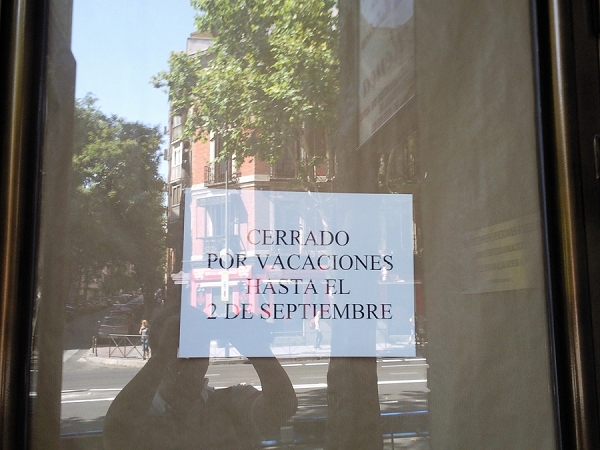 CERRADO
POR VACACIONES
HASTA EL
2 DE SEPTIEMBRE